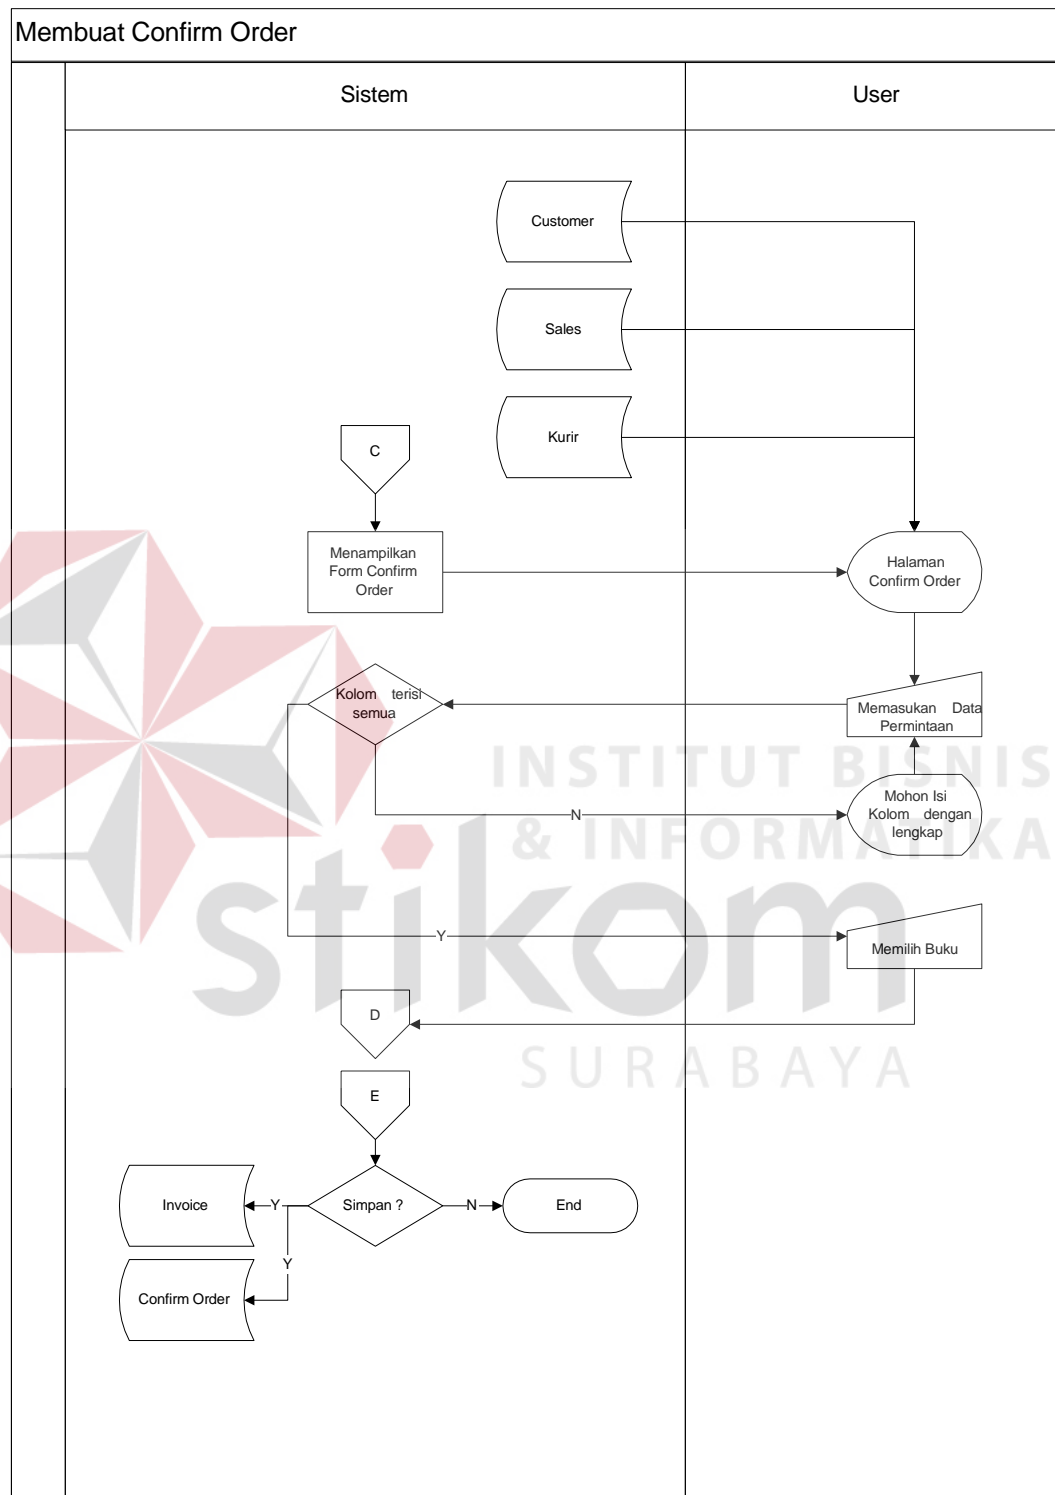 Membuat Confirm Order
Sistem
User
Customer
Sales
Kurir
C
Menampilkan
Form Confirm
Order
Halaman
Confirm Order
Kolom terisi
semua
Memasukan Data
Permintaan
N
Mohon Isi
Kolom dengan
lengkap
Y
Memilih Buku
D
E
Invoice
Y
Simpan ?
N
End
Y
Confirm Order
INSTITUT BISNIS
& INFORMATIKA
stikom
SURABAYA